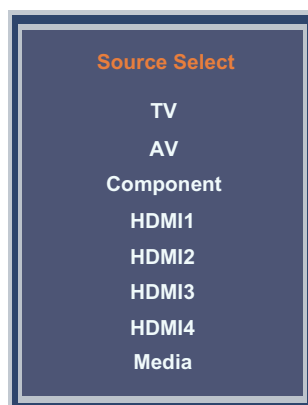 Source Select
TV
AV
Component
HDMI1
HDMI2
HDMI3
HDMI4
Media